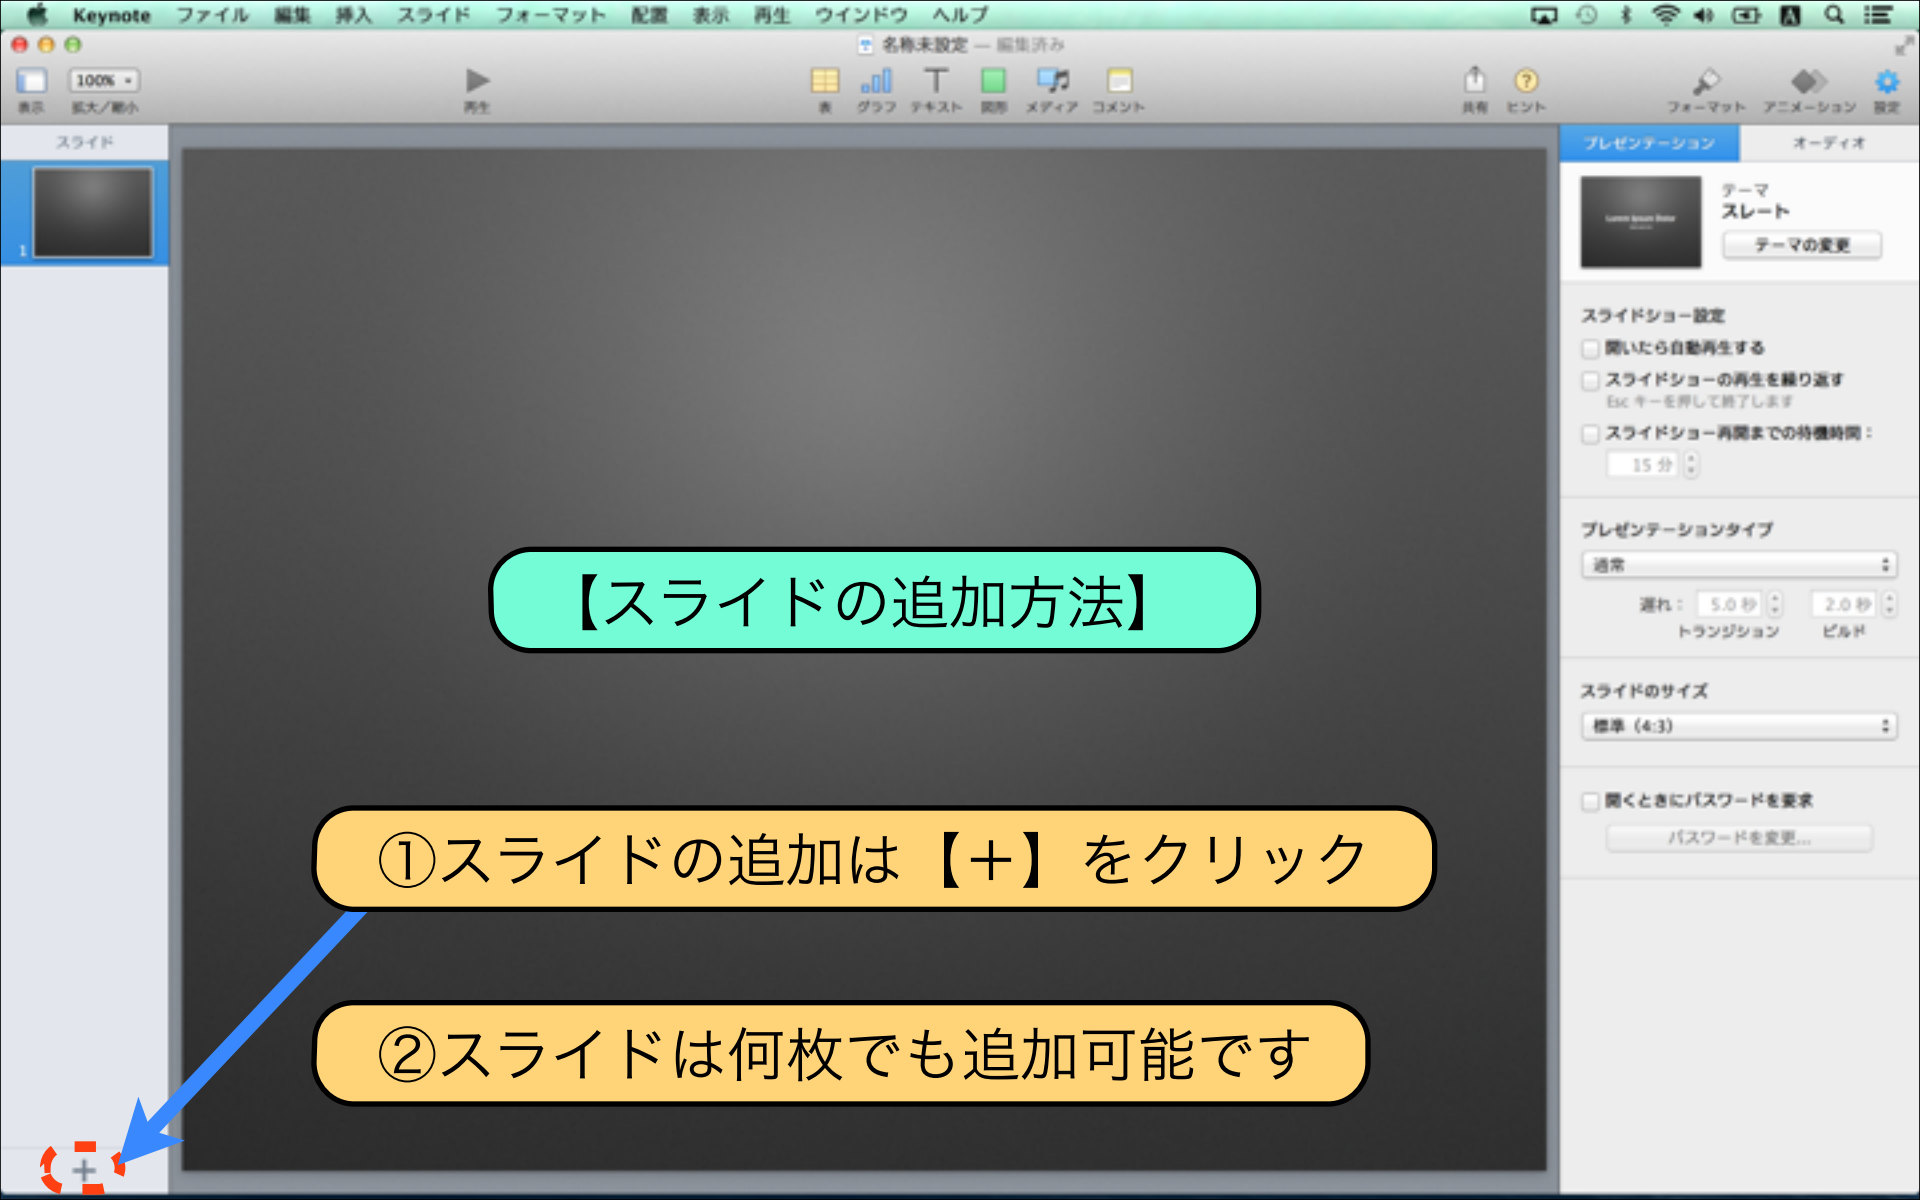 Keynote ファイル 編集 挿入 スライド フォーマット 配置 表示 再生 ウインドウ ヘルプ
名称未設定 — 編集済み
100%
表示 拡大／縮小 再生 表 グラフ テキスト 図形 メディア コメント 共有 ヒント フォーマット アニメーション 設定
スライド
1
プレゼンテーション オーディオ
Lorem Ipsum Dolor
テーマ
スレート
テーマの変更
スライドショー設定
開いたら自動再生する
スライドショーの再生を繰り返す
Esc キーを押して終了します
スライドショー再開までの待機時間：
15 分
プレゼンテーションタイプ
通常
遅れ： 5.0 秒 2.0 秒
トランジション ビルド
スライドのサイズ
標準（4:3）
開くときにパスワードを要求
パスワードを変更...
【スライドの追加方法】
①スライドの追加は【＋】をクリック
②スライドは何枚でも追加可能です